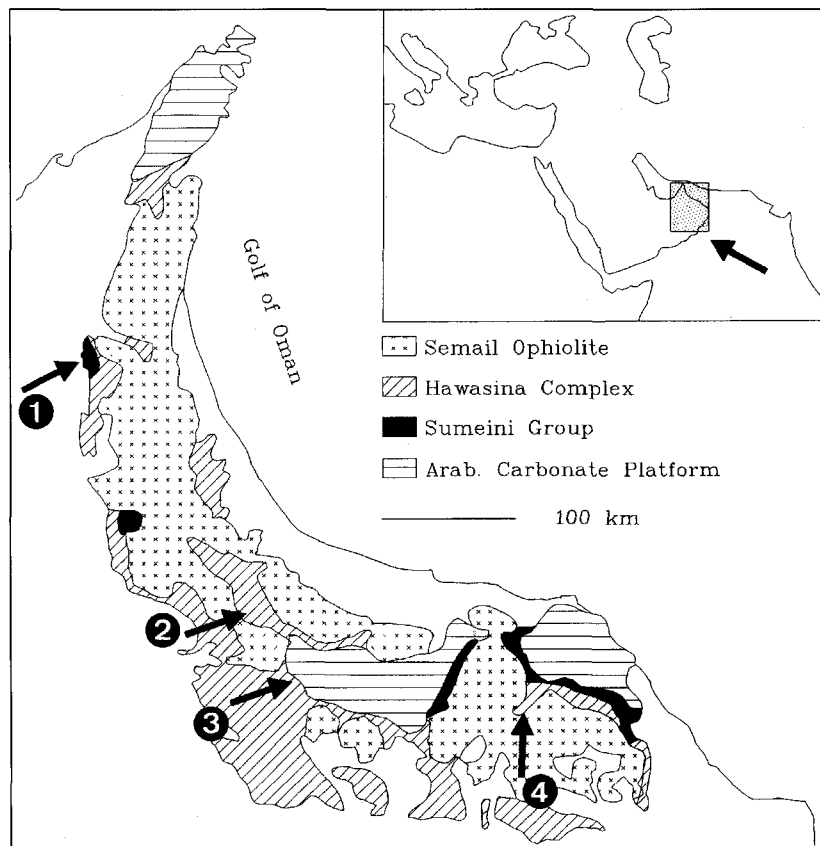 Golf of Oman
Semail Ophiolite
Hawasina Complex
Sumeini Group
Arab. Carbonate Platform
100 km
1
2
3
4